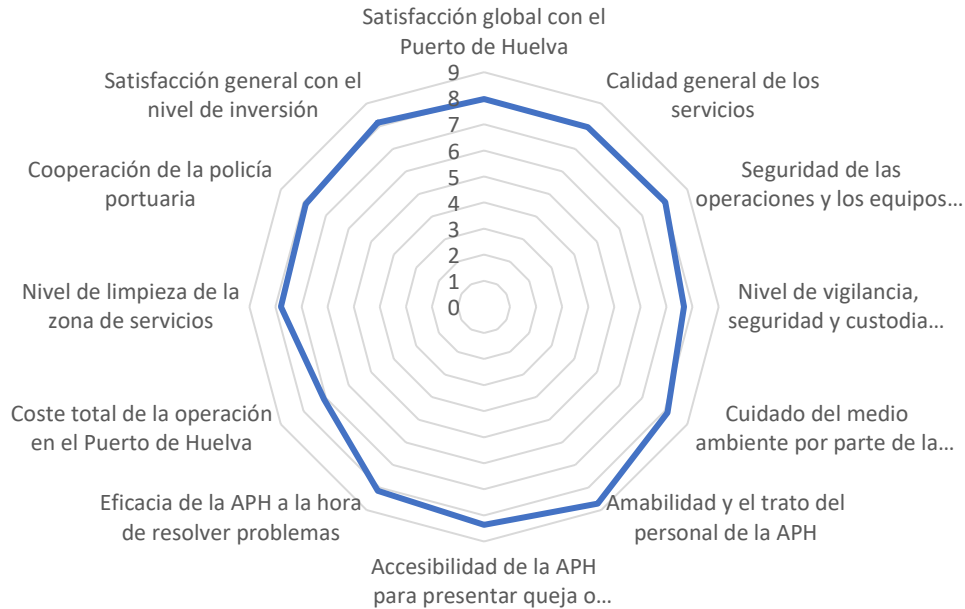 Satisfacción global con el
Puerto de Huelva
Calidad general de los
servicios
Seguridad de las
operaciones y los equipos…
Nivel de vigilancia,
seguridad y custodia…
Cuidado del medio
ambiente por parte de la…
Amabilidad y el trato del
personal de la APH
Accesibilidad de la APH
para presentar queja o…
Eficacia de la APH a la hora
de resolver problemas
Coste total de la operación
en el Puerto de Huelva
Nivel de limpieza de la
zona de servicios
Cooperación de la policía
portuaria
Satisfacción general con el
nivel de inversión
9
8
7
6
5
4
3
2
1
0